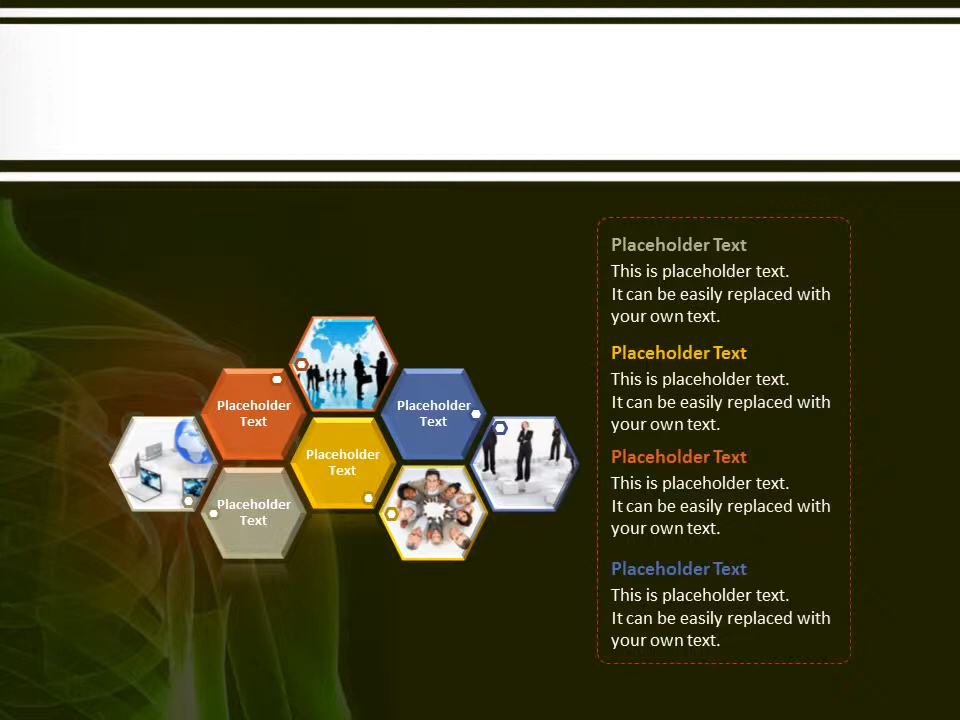 Placeholder
Text
Placeholder
Text
Placeholder
Text
Placeholder
Text
Placeholder Text
This is placeholder text.
It can be easily replaced with
your own text.
Placeholder Text
This is placeholder text.
It can be easily replaced with
your own text.
Placeholder Text
This is placeholder text.
It can be easily replaced with
your own text.
Placeholder Text
This is placeholder text.
It can be easily replaced with
your own text.